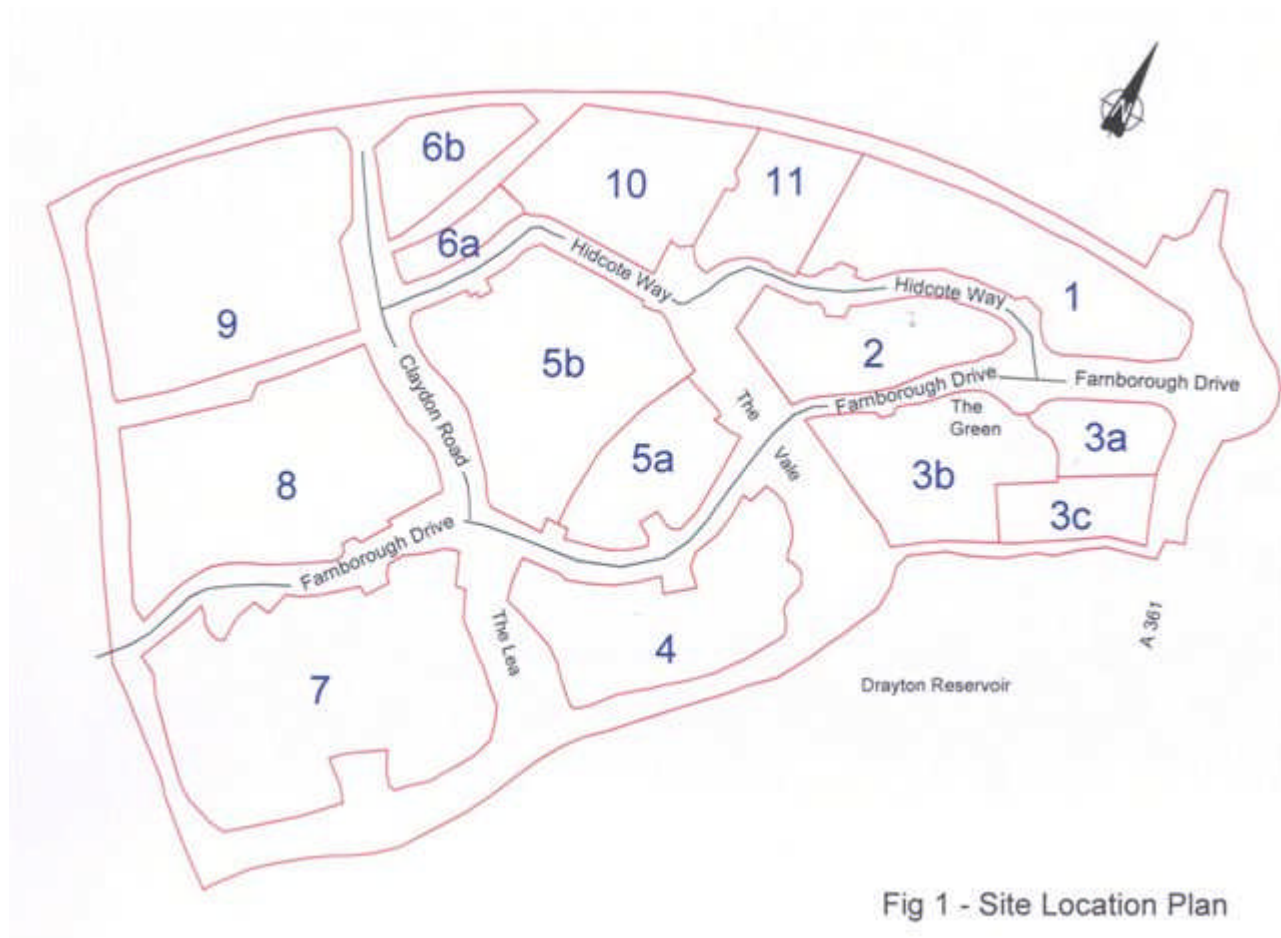 N
6b
10
11
6a
Hidcote Way
Hidcote Way
1
9
5b
2
Claydon Road
The
Vale
Farnborough Drive
Farnborough Drive
The
Green
3a
8
5a
3b
3c
Farnborough Drive
The Lea
4
A 361
7
Drayton Reservoir
Fig 1 - Site Location Plan